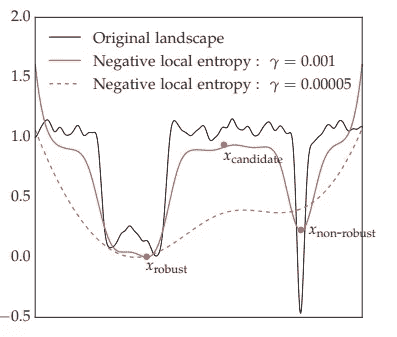 2.0
Original landscape
Negative local entropy : γ = 0.001
1.5
Negative local entropy : γ = 0.00005
1.0
x_candidate
0.5
x_non-robust
0.0
x_robust
−0.5